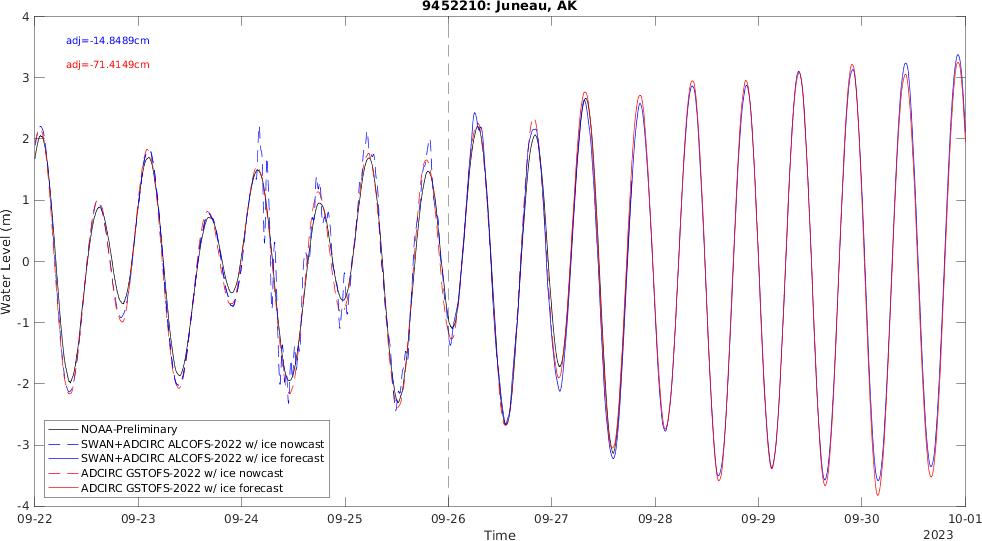 9452210: Juneau, AK
adj=-14.8489cm
adj=-71.4149cm
4
3
2
1
0
-1
-2
-3
-4
Water Level (m)
NOAA-Preliminary
SWAN+ADCIRC ALCOFS-2022 w/ ice nowcast
SWAN+ADCIRC ALCOFS-2022 w/ ice forecast
ADCIRC GSTOFS-2022 w/ ice nowcast
ADCIRC GSTOFS-2022 w/ ice forecast
09-22 09-23 09-24 09-25 09-26 09-27 09-28 09-29 09-30 10-01
Time
2023